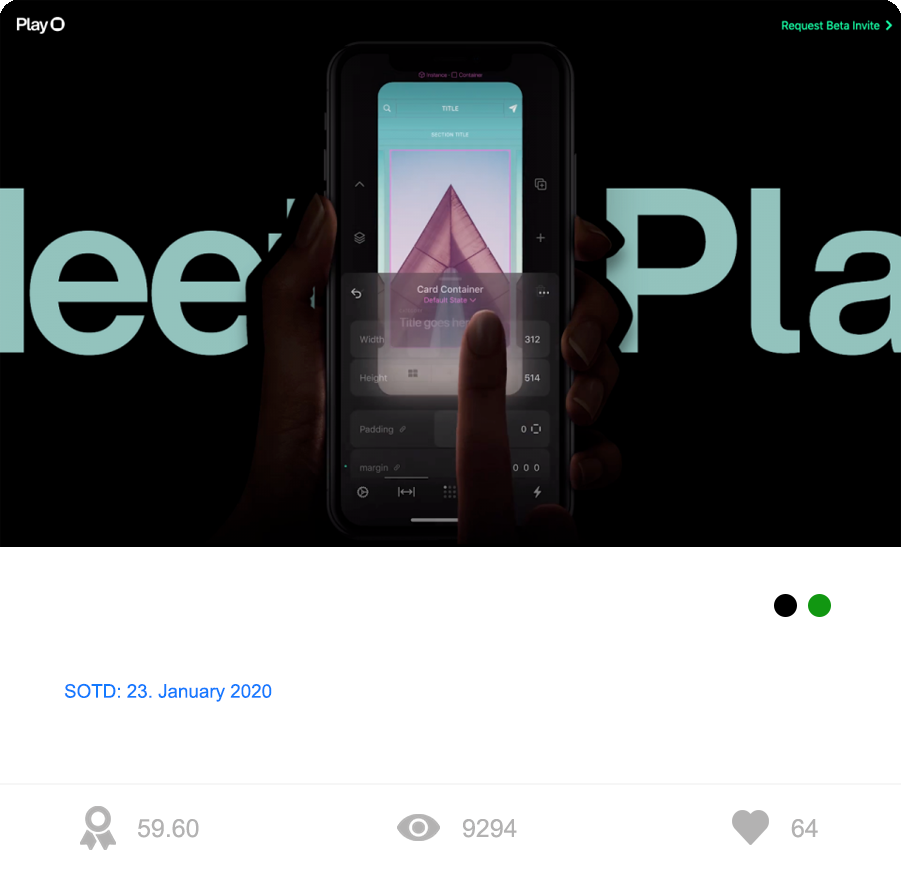 Play
Request Beta Invite
Instance
Container
TITLE
SECTION TITLE
leet Pla
Card Container
Default State
Title goes her
Width 312
Height 514
Padding 0
margin 0 0 0
SOTD: 23. January 2020
59.60
9294
64